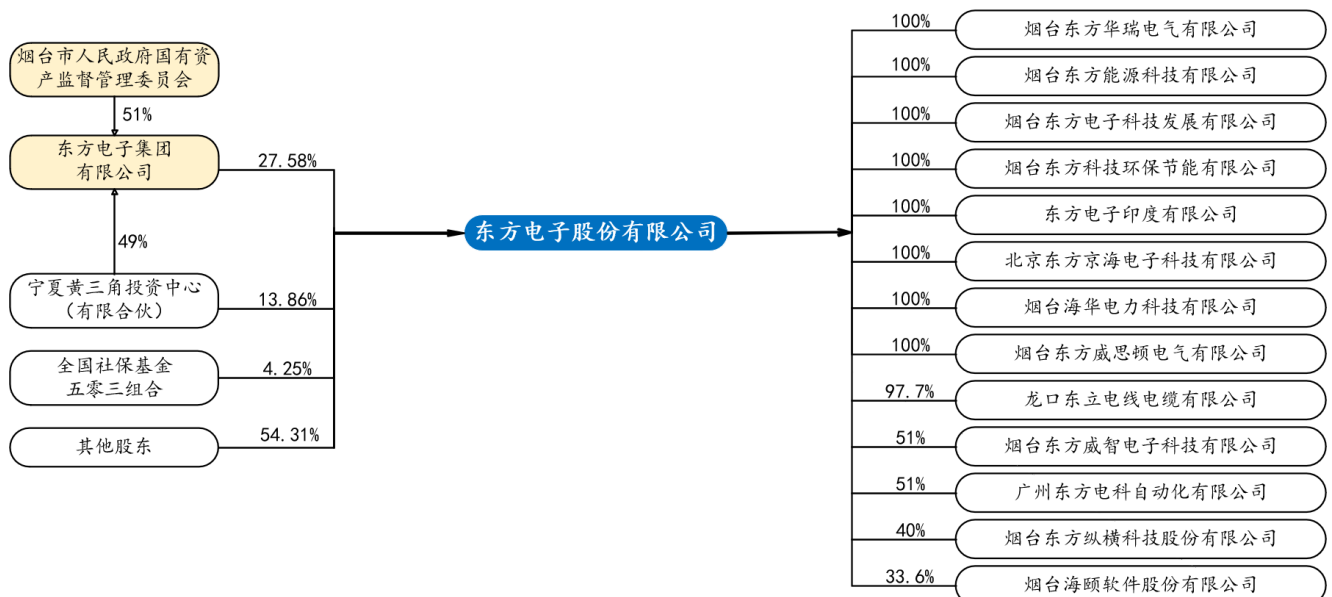 烟台市人民政府国有资
产监督管理委员会
51%
东方电子集团
有限公司
27.58%
49%
宁夏黄三角投资中心
（有限合伙）
13.86%
全国社保基金
五零三组合
4.25%
其他股东
54.31%
东方电子股份有限公司
100%
烟台东方华瑞电气有限公司
100%
烟台东方能源科技有限公司
100%
烟台东方电子科技发展有限公司
100%
烟台东方科技环保节能有限公司
100%
东方电子印度有限公司
100%
北京东方京海电子科技有限公司
100%
烟台海华电力科技有限公司
100%
烟台东方威思顿电气有限公司
97.7%
龙口东立电线电缆有限公司
51%
烟台东方威智电子科技有限公司
51%
广州东方电科自动化有限公司
40%
烟台东方纵横科技股份有限公司
33.6%
烟台海颐软件股份有限公司